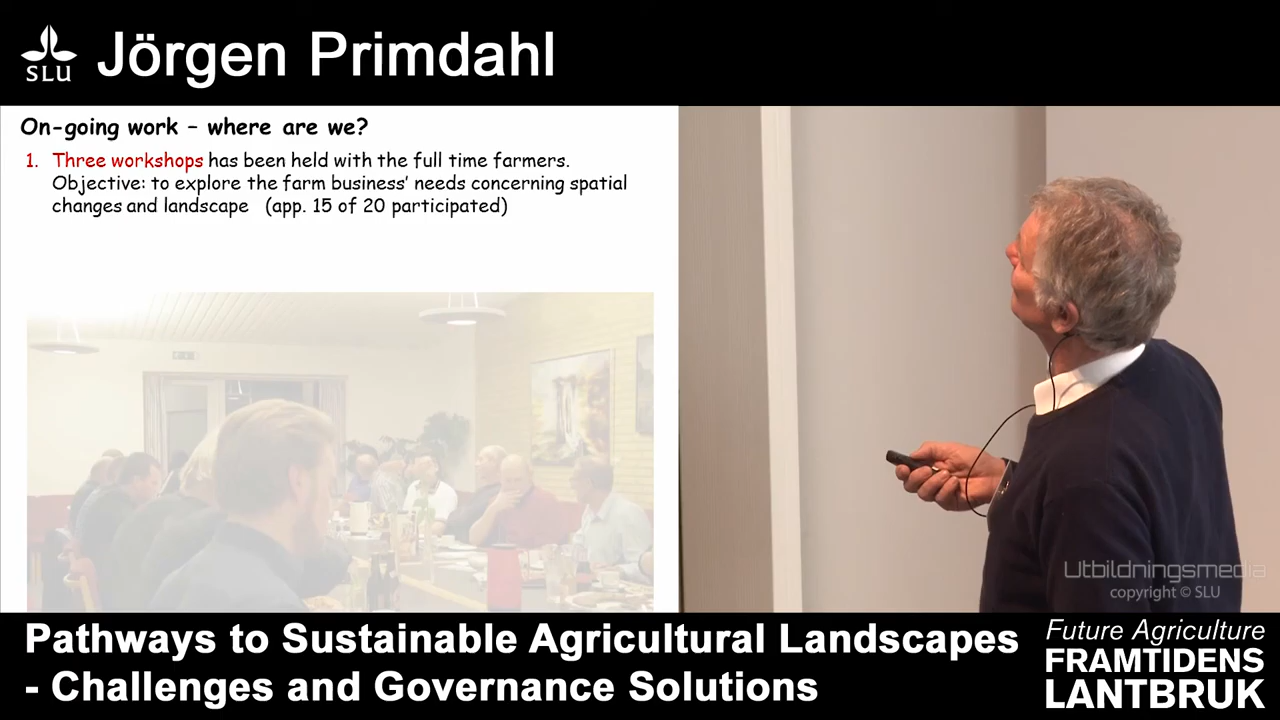 SLU
Jörgen Primdahl
On-going work – where are we?
1. Three workshops has been held with the full time farmers.
Objective: to explore the farm business' needs concerning spatial
changes and landscape (app. 15 of 20 participated)
Utbildningsmedia
copyright © SLU
Pathways to Sustainable Agricultural Landscapes
- Challenges and Governance Solutions
Future Agriculture
FRAMTIDENS
LANTBRUK